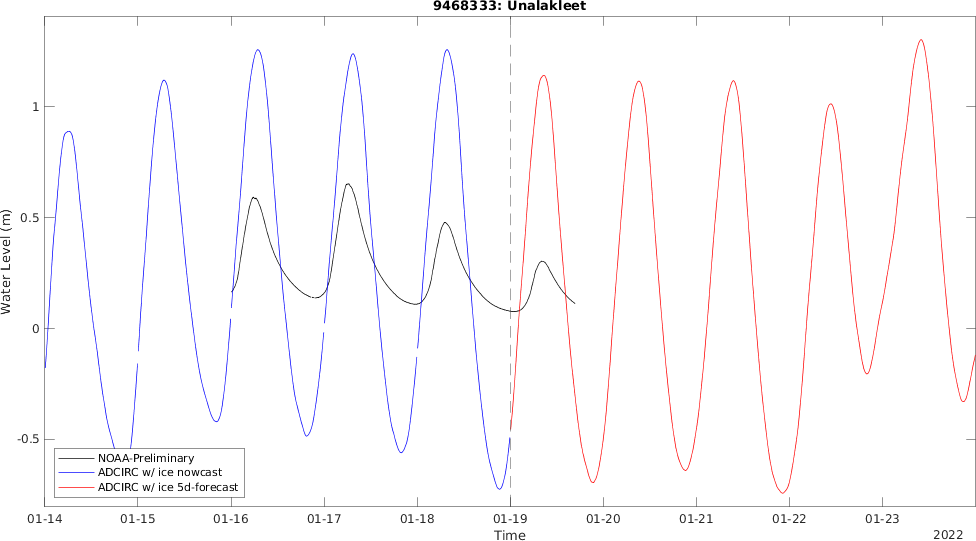 9468333: Unalakleet
Water Level (m)
1
0.5
0
-0.5
NOAA-Preliminary
ADCIRC w/ ice nowcast
ADCIRC w/ ice 5d-forecast
01-14 01-15 01-16 01-17 01-18 01-19 01-20 01-21 01-22 01-23
Time
2022